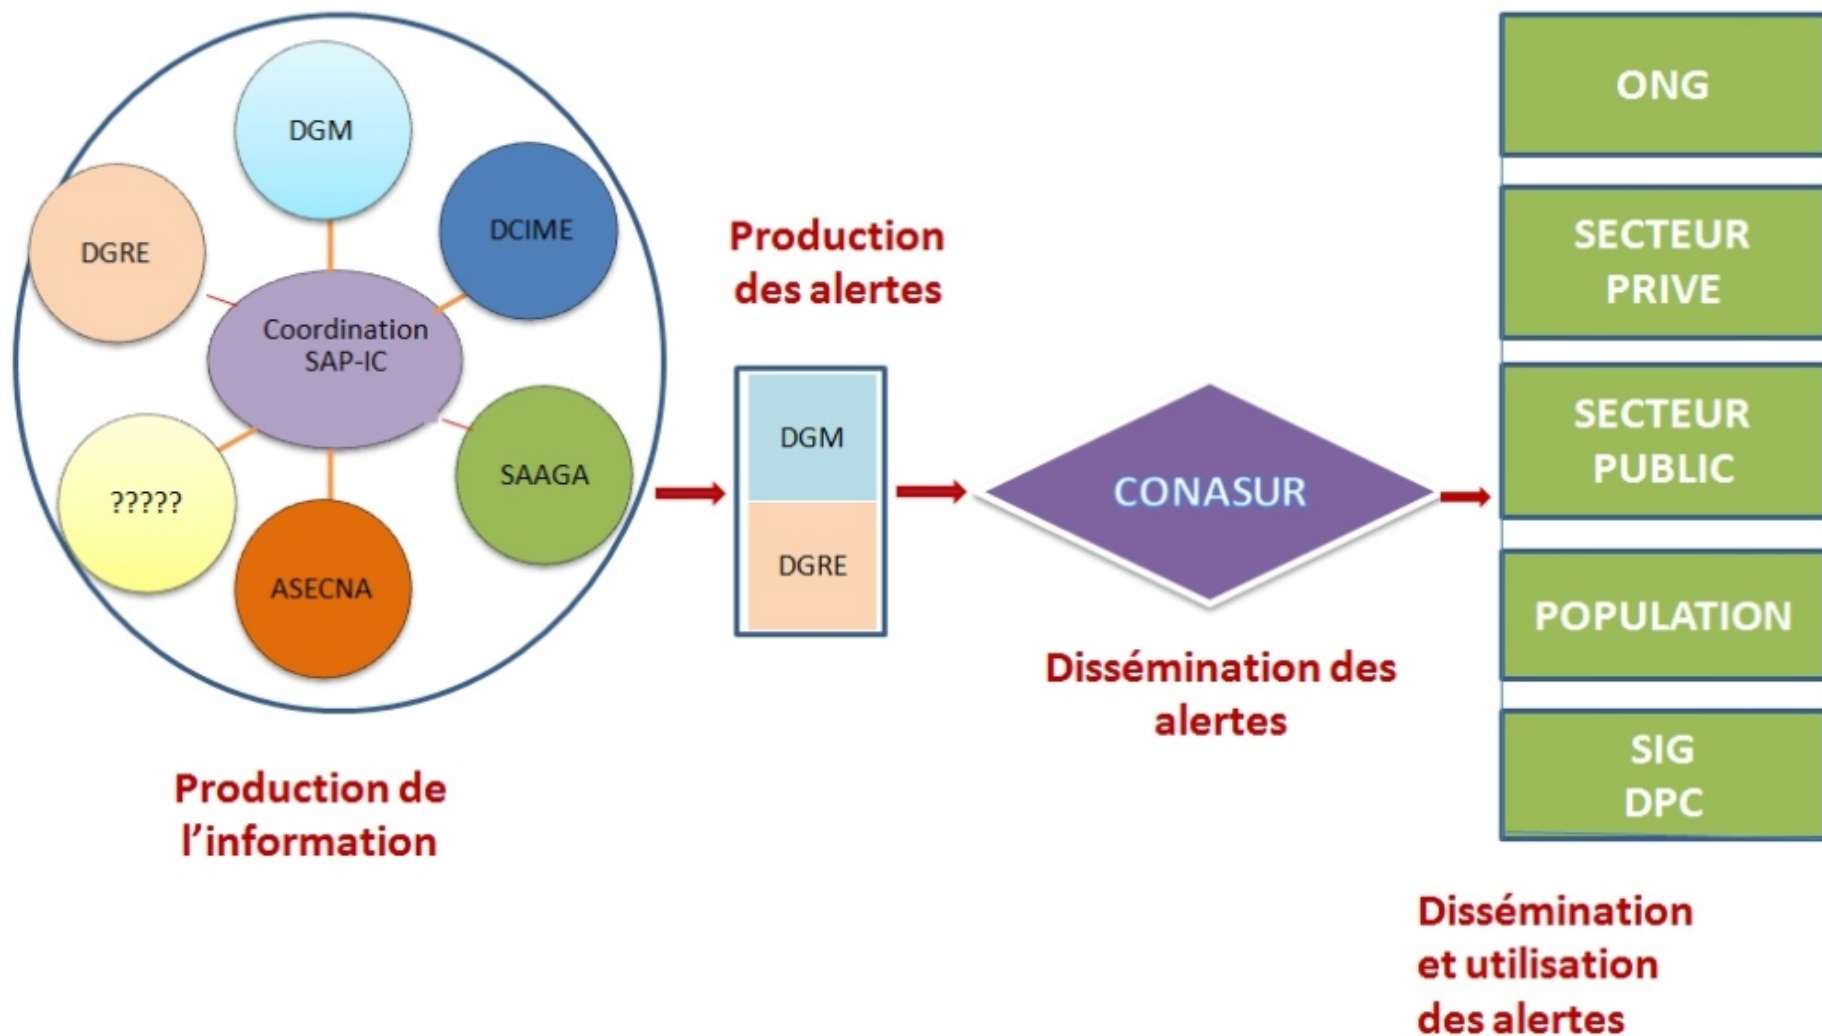 DGM
DCIME
DGRE
Coordination
SAP-IC
SAAGA
?????
ASECNA
Production de
l’information
Production
des alertes
DGM
DGRE
CONASUR
Dissémination des
alertes
ONG
SECTEUR
PRIVE
SECTEUR
PUBLIC
POPULATION
SIG
DPC
Dissémination
et utilisation
des alertes